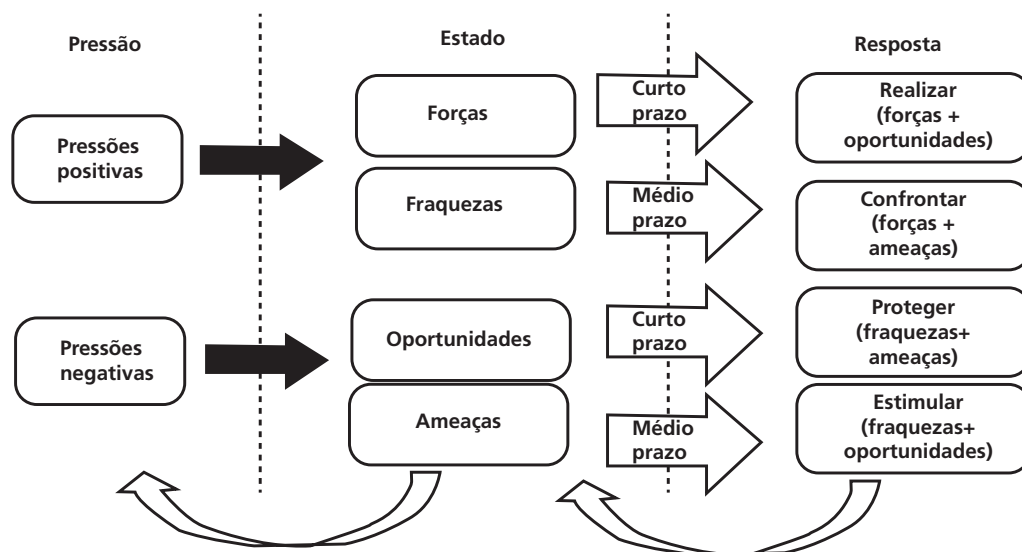 Pressão
Estado
Resposta
Pressões
positivas
Pressões
negativas
Forças
Fraquezas
Oportunidades
Ameaças
Curto
prazo
Médio
prazo
Curto
prazo
Médio
prazo
Realizar
(forças +
oportunidades)
Confrontar
(forças +
ameaças)
Proteger
(fraquezas+
ameaças)
Estimular
(fraquezas+
oportunidades)